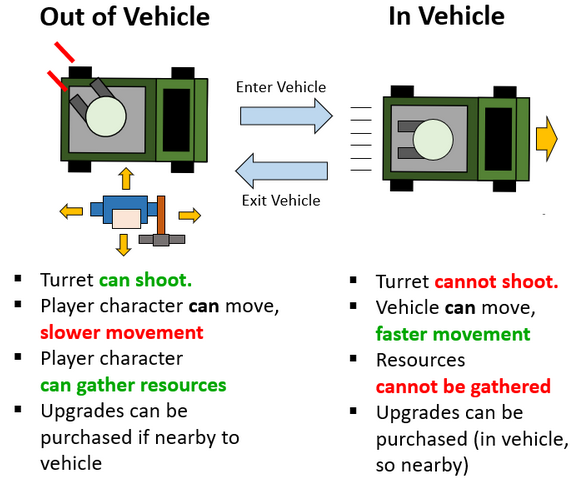 Out of Vehicle
In Vehicle
Enter Vehicle
Exit Vehicle
▪ Turret can shoot.
▪ Player character can move,
slower movement
▪ Player character
can gather resources
▪ Upgrades can be
purchased if nearby to
vehicle
▪ Turret cannot shoot.
▪ Vehicle can move,
faster movement
▪ Resources
cannot be gathered
▪ Upgrades can be
purchased (in vehicle,
so nearby)